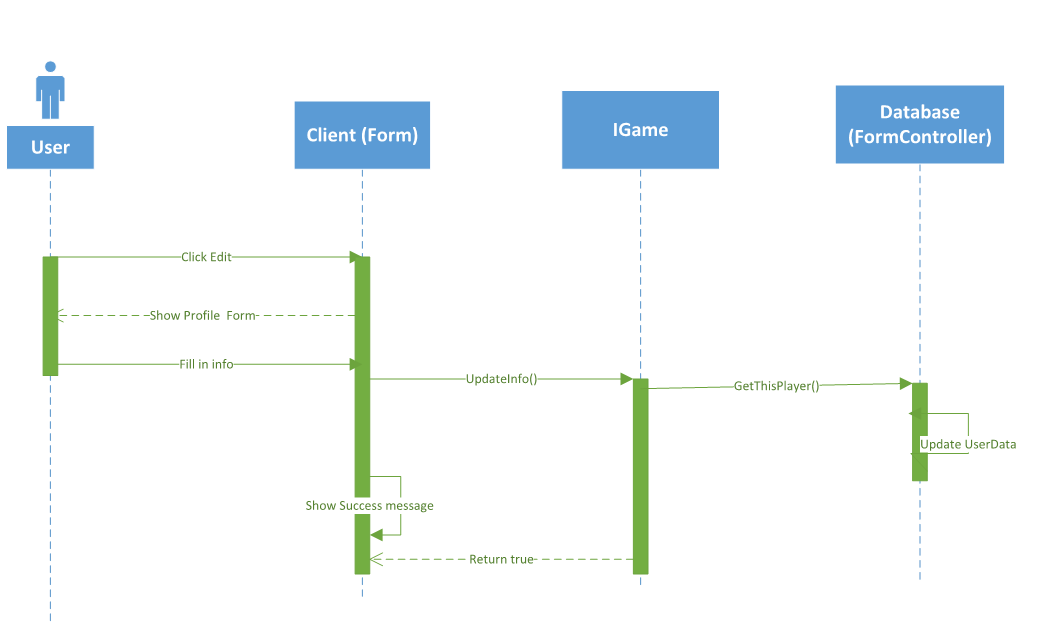 User
Client (Form)
IGame
Database
(FormController)
Click Edit
Show Profile  Form
Fill in info
UpdateInfo()
GetThisPlayer()
Update UserData
Show Success message
Return true